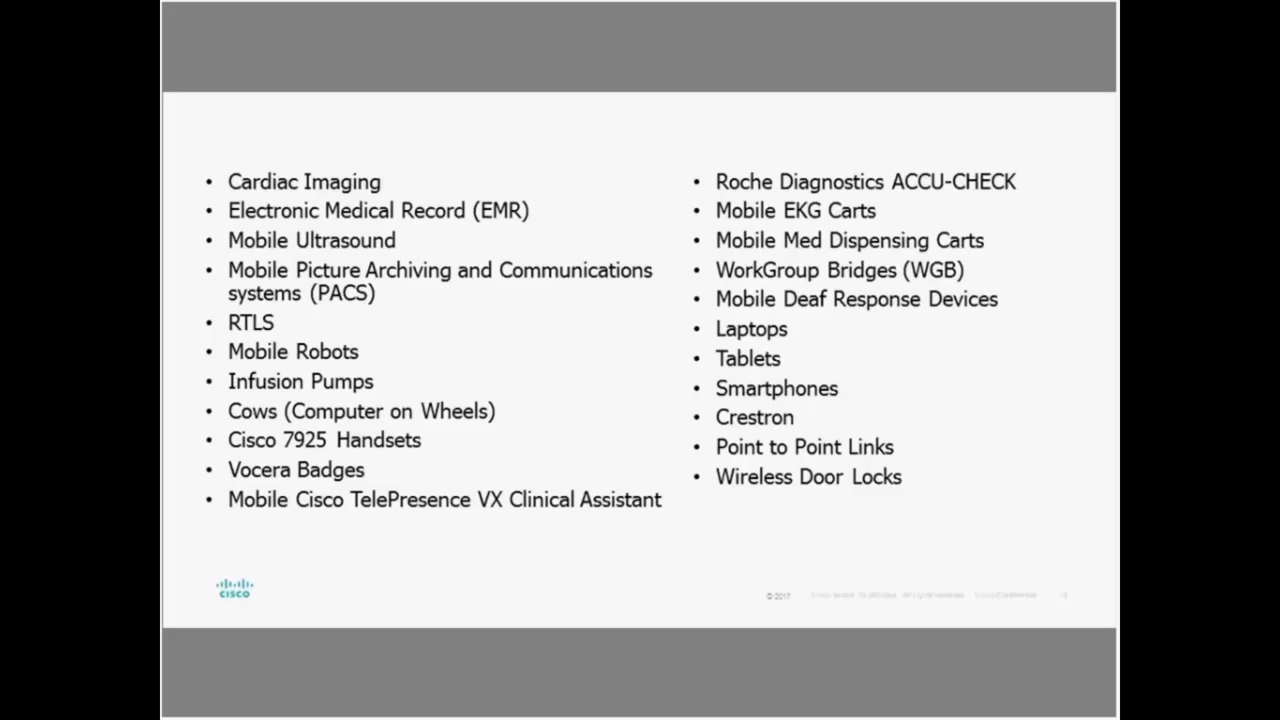 • Cardiac Imaging
• Electronic Medical Record (EMR)
• Mobile Ultrasound
• Mobile Picture Archiving and Communications
systems (PACS)
• RTLS
• Mobile Robots
• Infusion Pumps
• Cows (Computer on Wheels)
• Cisco 7925 Handsets
• Vocera Badges
• Mobile Cisco TelePresence VX Clinical Assistant
• Roche Diagnostics ACCU-CHECK
• Mobile EKG Carts
• Mobile Med Dispensing Carts
• WorkGroup Bridges (WGB)
• Mobile Deaf Response Devices
• Laptops
• Tablets
• Smartphones
• Crestron
• Point to Point Links
• Wireless Door Locks
CISCO
© 2017